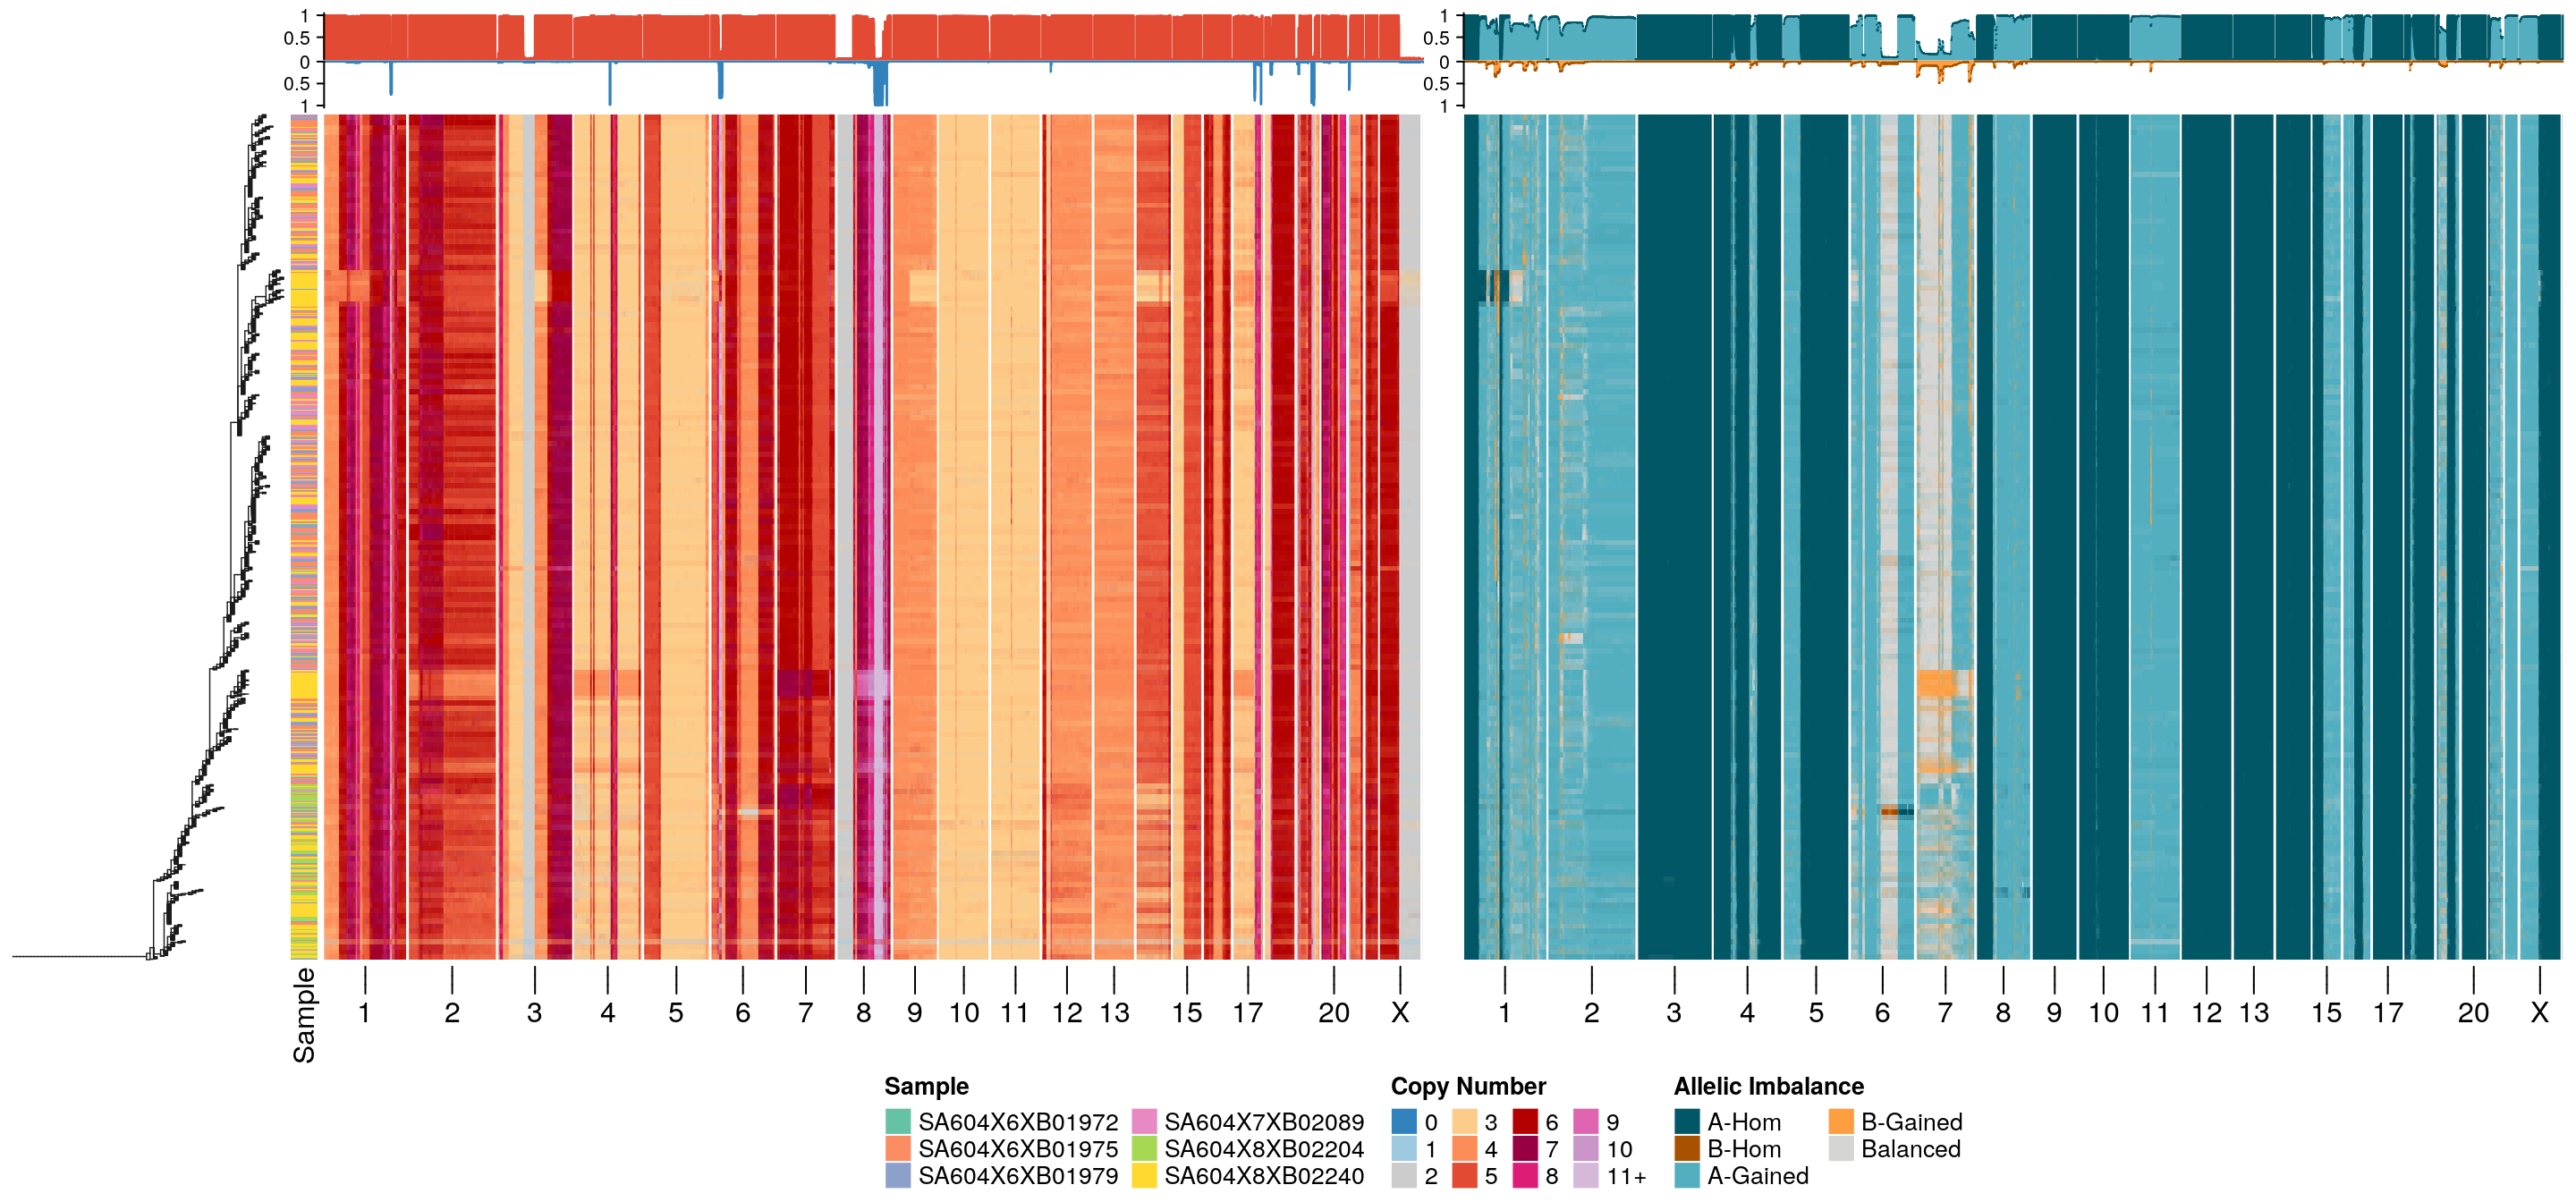 1
0.5
0
0.5
1
1
0.5
0
0.5
1
Sample
1 2 3 4 5 6 7 8 9 10 11 12 13 15 17 20 X
1 2 3 4 5 6 7 8 9 10 11 12 13 15 17 20 X
Sample
SA604X6XB01972 SA604X7XB02089
SA604X6XB01975 SA604X8XB02204
SA604X6XB01979 SA604X8XB02240
Copy Number
0 3 6 9
1 4 7 10
2 5 8 11+
Allelic Imbalance
A-Hom B-Gained
B-Hom Balanced
A-Gained